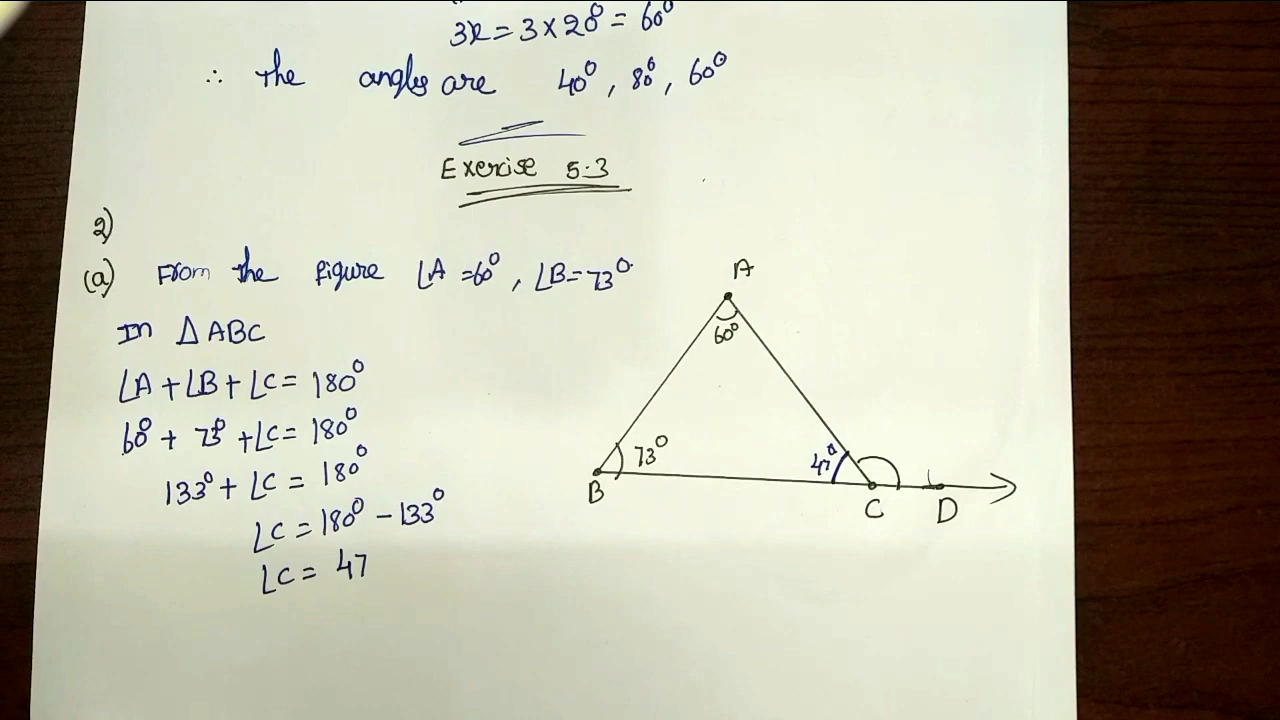 3x = 3 × 20° = 60°
∴ the angles are 40°, 80°, 60°
Exercise 5.3
2)
(a) From the figure ∠A = 60°, ∠B = 73°
In △ABC
∠A + ∠B + ∠C = 180°
60° + 73° + ∠C = 180°
133° + ∠C = 180°
∠C = 180° − 133°
∠C = 47
A
60°
73°
47°
B
C
D